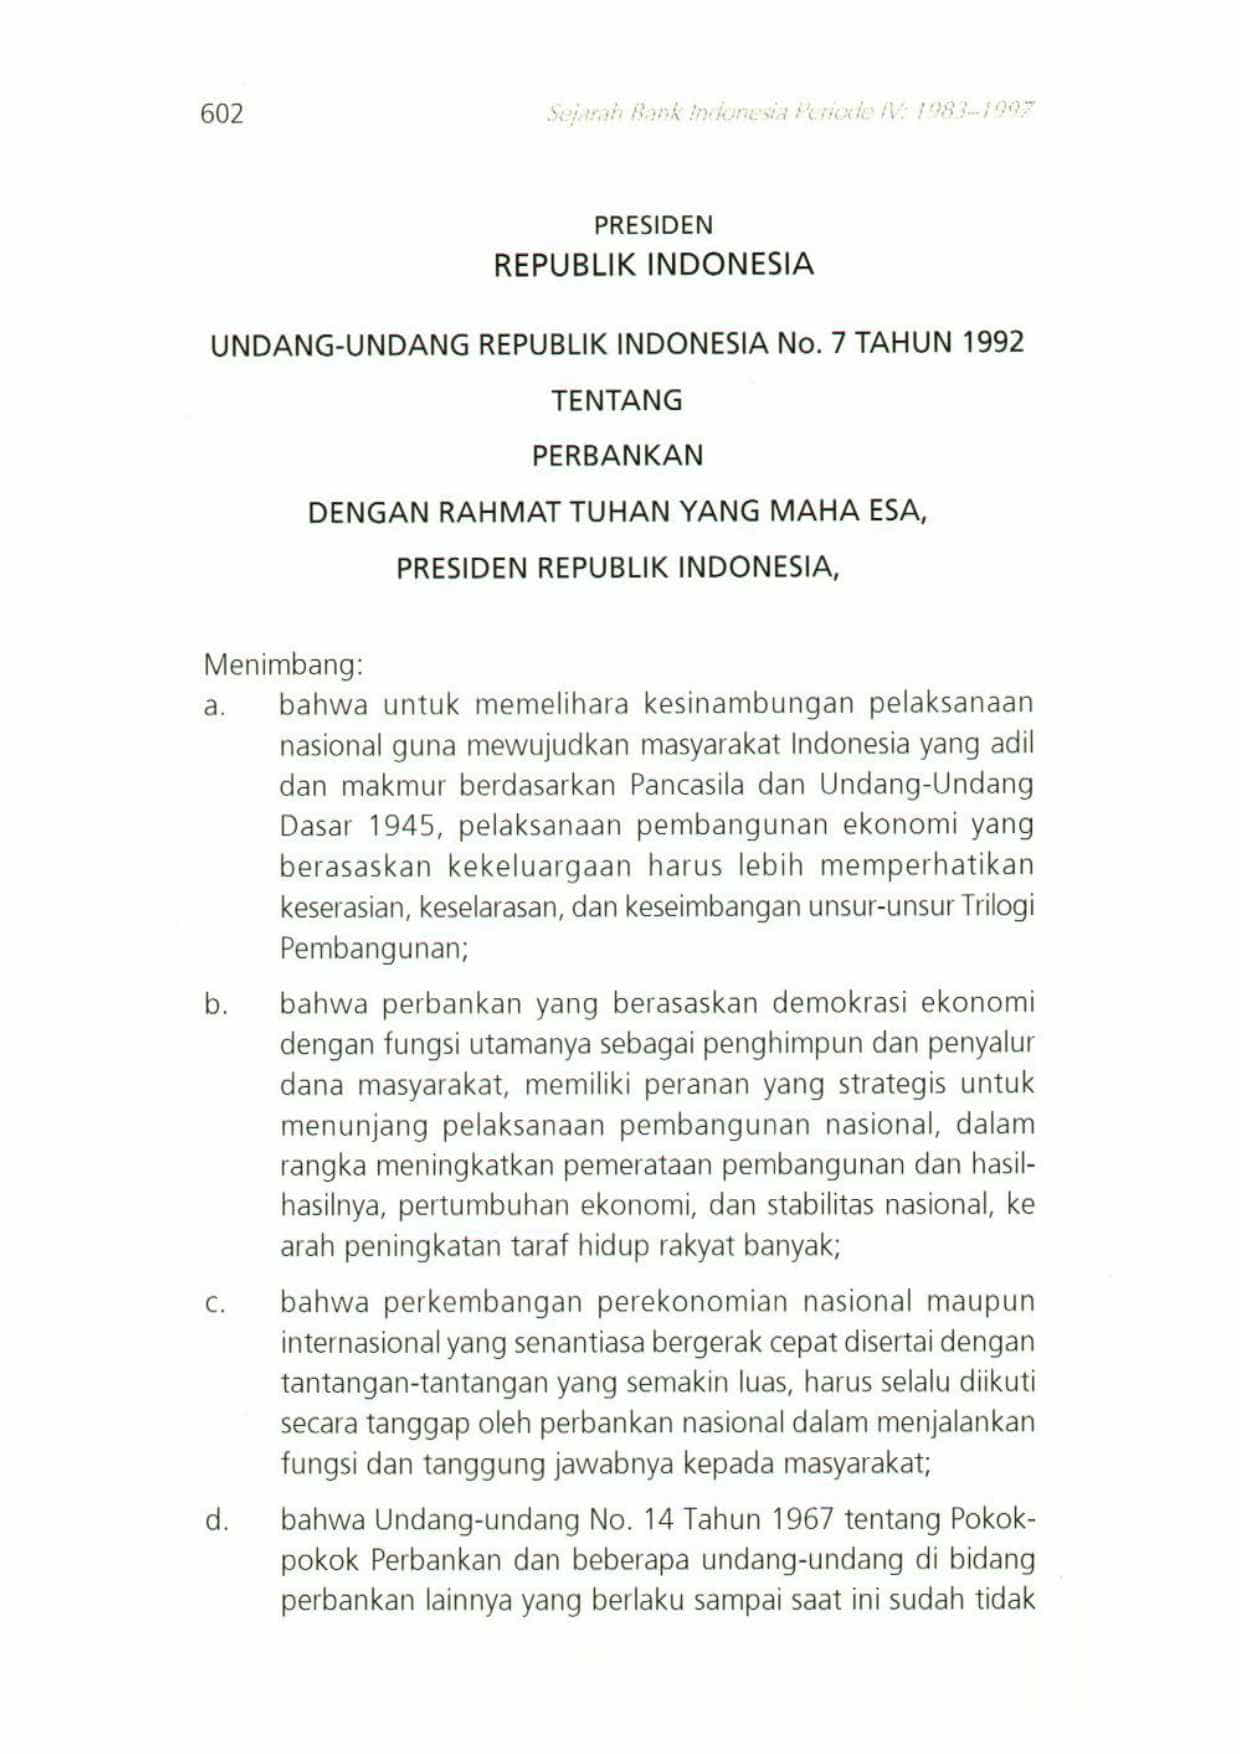 602
Sejarah Bank Indonesia Periode IV: 1983–1997
PRESIDEN
REPUBLIK INDONESIA
UNDANG-UNDANG REPUBLIK INDONESIA No. 7 TAHUN 1992
TENTANG
PERBANKAN
DENGAN RAHMAT TUHAN YANG MAHA ESA,
PRESIDEN REPUBLIK INDONESIA,
Menimbang:
a. bahwa untuk memelihara kesinambungan pelaksanaan
nasional guna mewujudkan masyarakat Indonesia yang adil
dan makmur berdasarkan Pancasila dan Undang-Undang
Dasar 1945, pelaksanaan pembangunan ekonomi yang
berasaskan kekeluargaan harus lebih memperhatikan
keserasian, keselarasan, dan keseimbangan unsur-unsur Trilogi
Pembangunan;
b. bahwa perbankan yang berasaskan demokrasi ekonomi
dengan fungsi utamanya sebagai penghimpun dan penyalur
dana masyarakat, memiliki peranan yang strategis untuk
menunjang pelaksanaan pembangunan nasional, dalam
rangka meningkatkan pemerataan pembangunan dan hasil-
hasilnya, pertumbuhan ekonomi, dan stabilitas nasional, ke
arah peningkatan taraf hidup rakyat banyak;
c. bahwa perkembangan perekonomian nasional maupun
internasional yang senantiasa bergerak cepat disertai dengan
tantangan-tantangan yang semakin luas, harus selalu diikuti
secara tanggap oleh perbankan nasional dalam menjalankan
fungsi dan tanggung jawabnya kepada masyarakat;
d. bahwa Undang-undang No. 14 Tahun 1967 tentang Pokok-
pokok Perbankan dan beberapa undang-undang di bidang
perbankan lainnya yang berlaku sampai saat ini sudah tidak